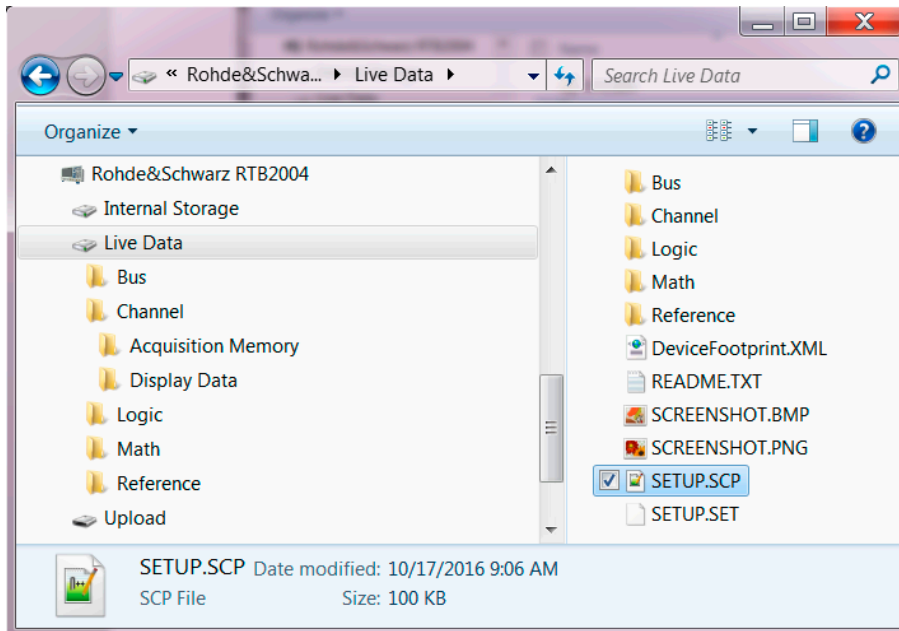 « Rohde&Schwa... Live Data
Search Live Data
Organize
Rohde&Schwarz RTB2004
Internal Storage
Live Data
Bus
Channel
Acquisition Memory
Display Data
Logic
Math
Reference
Upload
Bus
Channel
Logic
Math
Reference
DeviceFootprint.XML
README.TXT
SCREENSHOT.BMP
SCREENSHOT.PNG
SETUP.SCP
SETUP.SET
SETUP.SCP Date modified: 10/17/2016 9:06 AM
SCP File Size: 100 KB